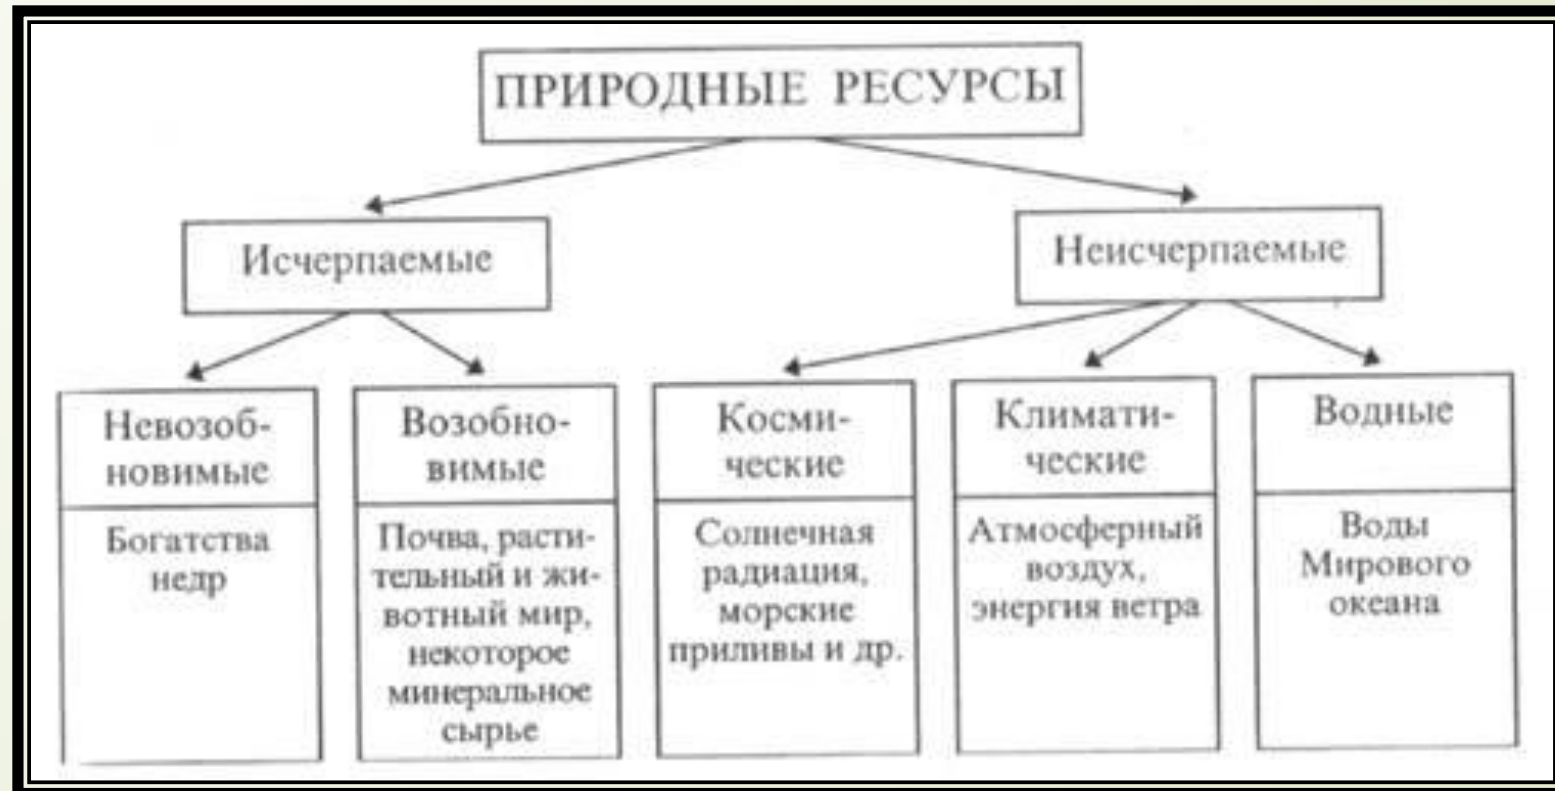 ПРИРОДНЫЕ РЕСУРСЫ
Исчерпаемые
Неисчерпаемые
Невозоб-
новимые
Богатства
недр
Возобно-
вимые
Почва, расти-
тельный и жи-
вотный мир,
некоторое
минеральное
сырье
Косми-
ческие
Солнечная
радиация,
морские
приливы и др.
Климати-
ческие
Атмосферный
воздух,
энергия ветра
Водные
Воды
Мирового
океана